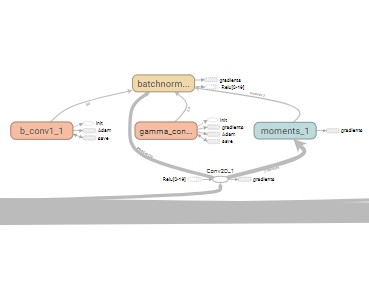 batchnorm...
gradients
Relu[0-19]
b_conv1_1
init
Adam
save
gamma_con...
init
gradients
Adam
save
moments_1
gradients
Conv2D_1
Relu[0-19]
gradients